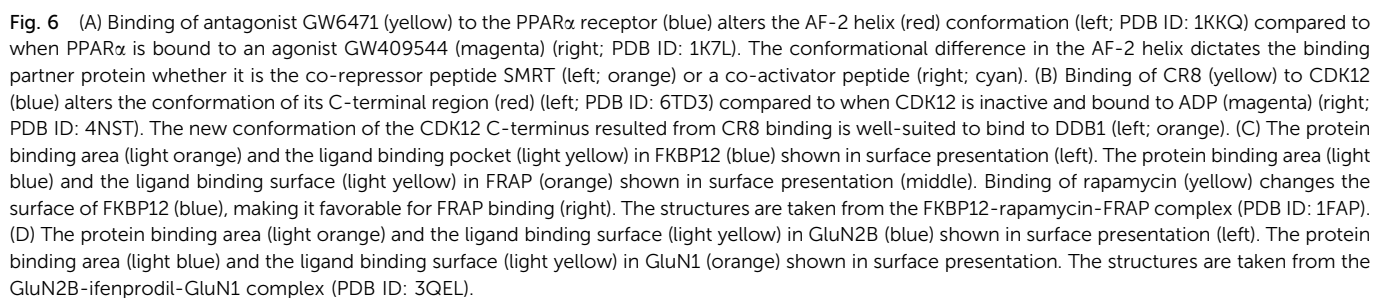 Fig. 6 (A) Binding of antagonist GW6471 (yellow) to the PPARα receptor (blue) alters the AF-2 helix (red) conformation (left; PDB ID: 1KKQ) compared to
when PPARα is bound to an agonist GW409544 (magenta) (right; PDB ID: 1K7L). The conformational difference in the AF-2 helix dictates the binding
partner protein whether it is the co-repressor peptide SMRT (left; orange) or a co-activator peptide (right; cyan). (B) Binding of CR8 (yellow) to CDK12
(blue) alters the conformation of its C-terminal region (red) (left; PDB ID: 6TD3) compared to when CDK12 is inactive and bound to ADP (magenta) (right;
PDB ID: 4NST). The new conformation of the CDK12 C-terminus resulted from CR8 binding is well-suited to bind to DDB1 (left; orange). (C) The protein
binding area (light orange) and the ligand binding pocket (light yellow) in FKBP12 (blue) shown in surface presentation (left). The protein binding area (light
blue) and the ligand binding surface (light yellow) in FRAP (orange) shown in surface presentation (middle). Binding of rapamycin (yellow) changes the
surface of FKBP12 (blue), making it favorable for FRAP binding (right). The structures are taken from the FKBP12-rapamycin-FRAP complex (PDB ID: 1FAP).
(D) The protein binding area (light orange) and the ligand binding surface (light yellow) in GluN2B (blue) shown in surface presentation (left). The protein
binding area (light blue) and the ligand binding surface (light yellow) in GluN1 (orange) shown in surface presentation. The structures are taken from the
GluN2B-ifenprodil-GluN1 complex (PDB ID: 3QEL).